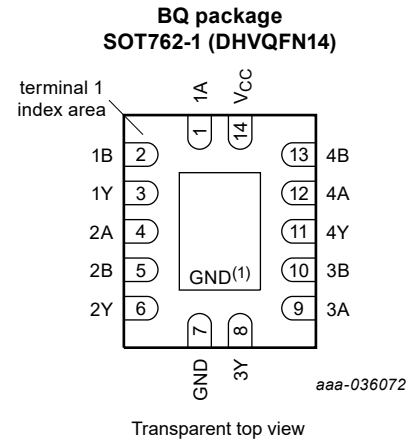 BQ package
SOT762-1 (DHVQFN14)
terminal 1
index area
1A
VCC
1
14
1B 2 13 4B
1Y 3 12 4A
2A 4 11 4Y
2B 5 10 3B
GND(1)
2Y 6 9 3A
7
8
GND
3Y
aaa-036072
Transparent top view